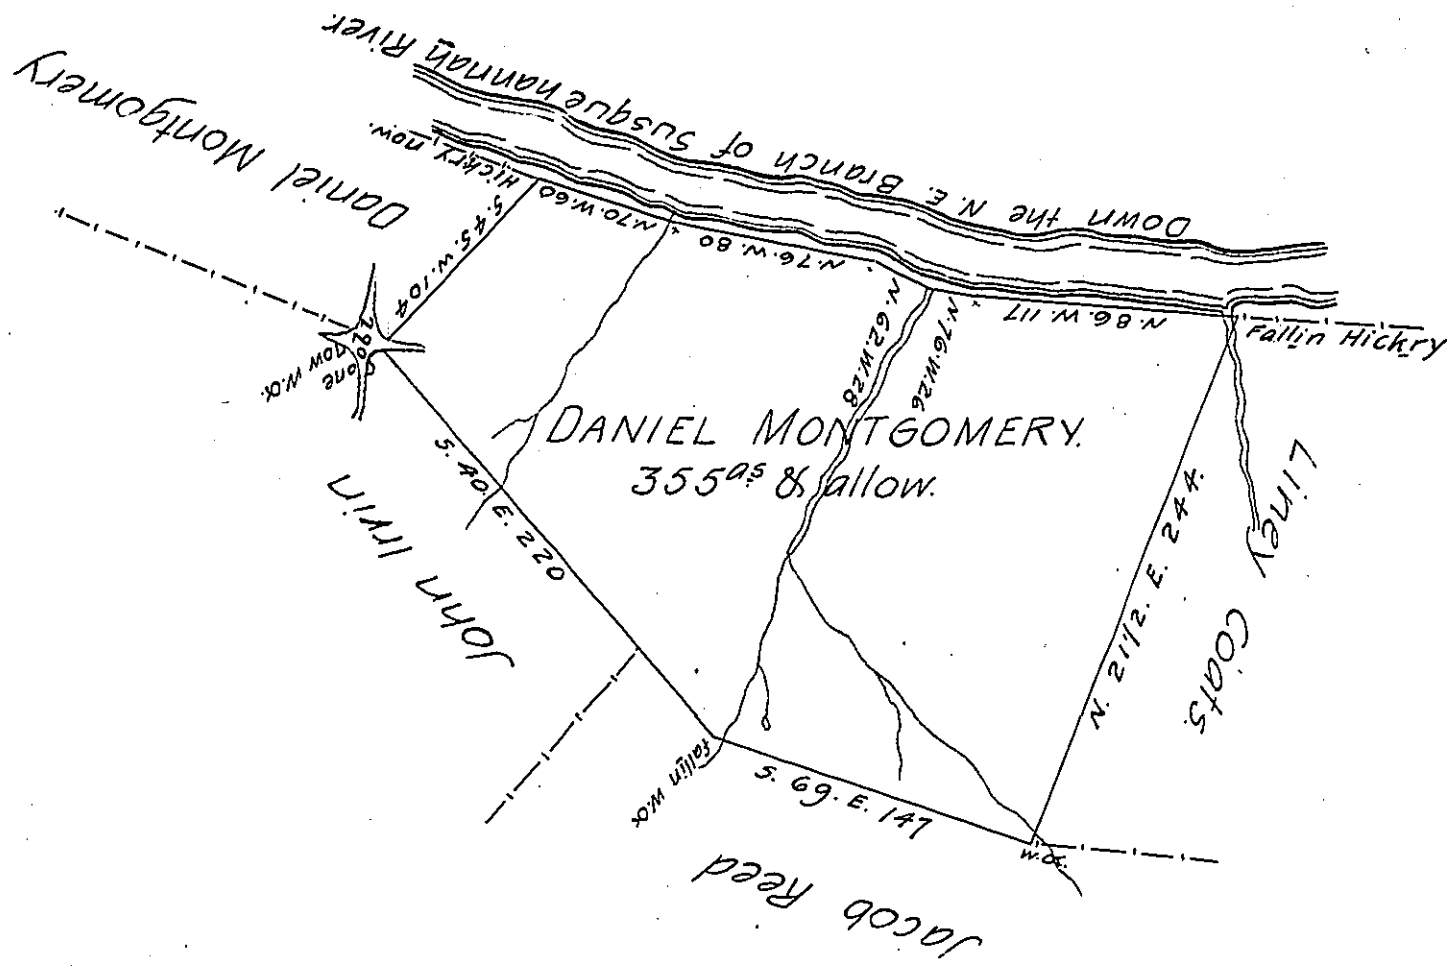 Down the N.E. Branch of Susquehannah River.
Daniel Montgomery
Hickry now.
S. 45. W. 104
N. 70. W. 60
N. 76. W. 80
N. 62. W. 28
N. 76. W. 26
N. 86. W. 117
Fallin Hickry
gone
now W.O.
DANIEL MONTGOMERY.
355as & allow.
S. 40. E. 220
John Irvin
N. 21 1/2. E. 244.
Liney
Coats.
fallin W.O
S. 69. E. 147
W.O.
Jacob Reed